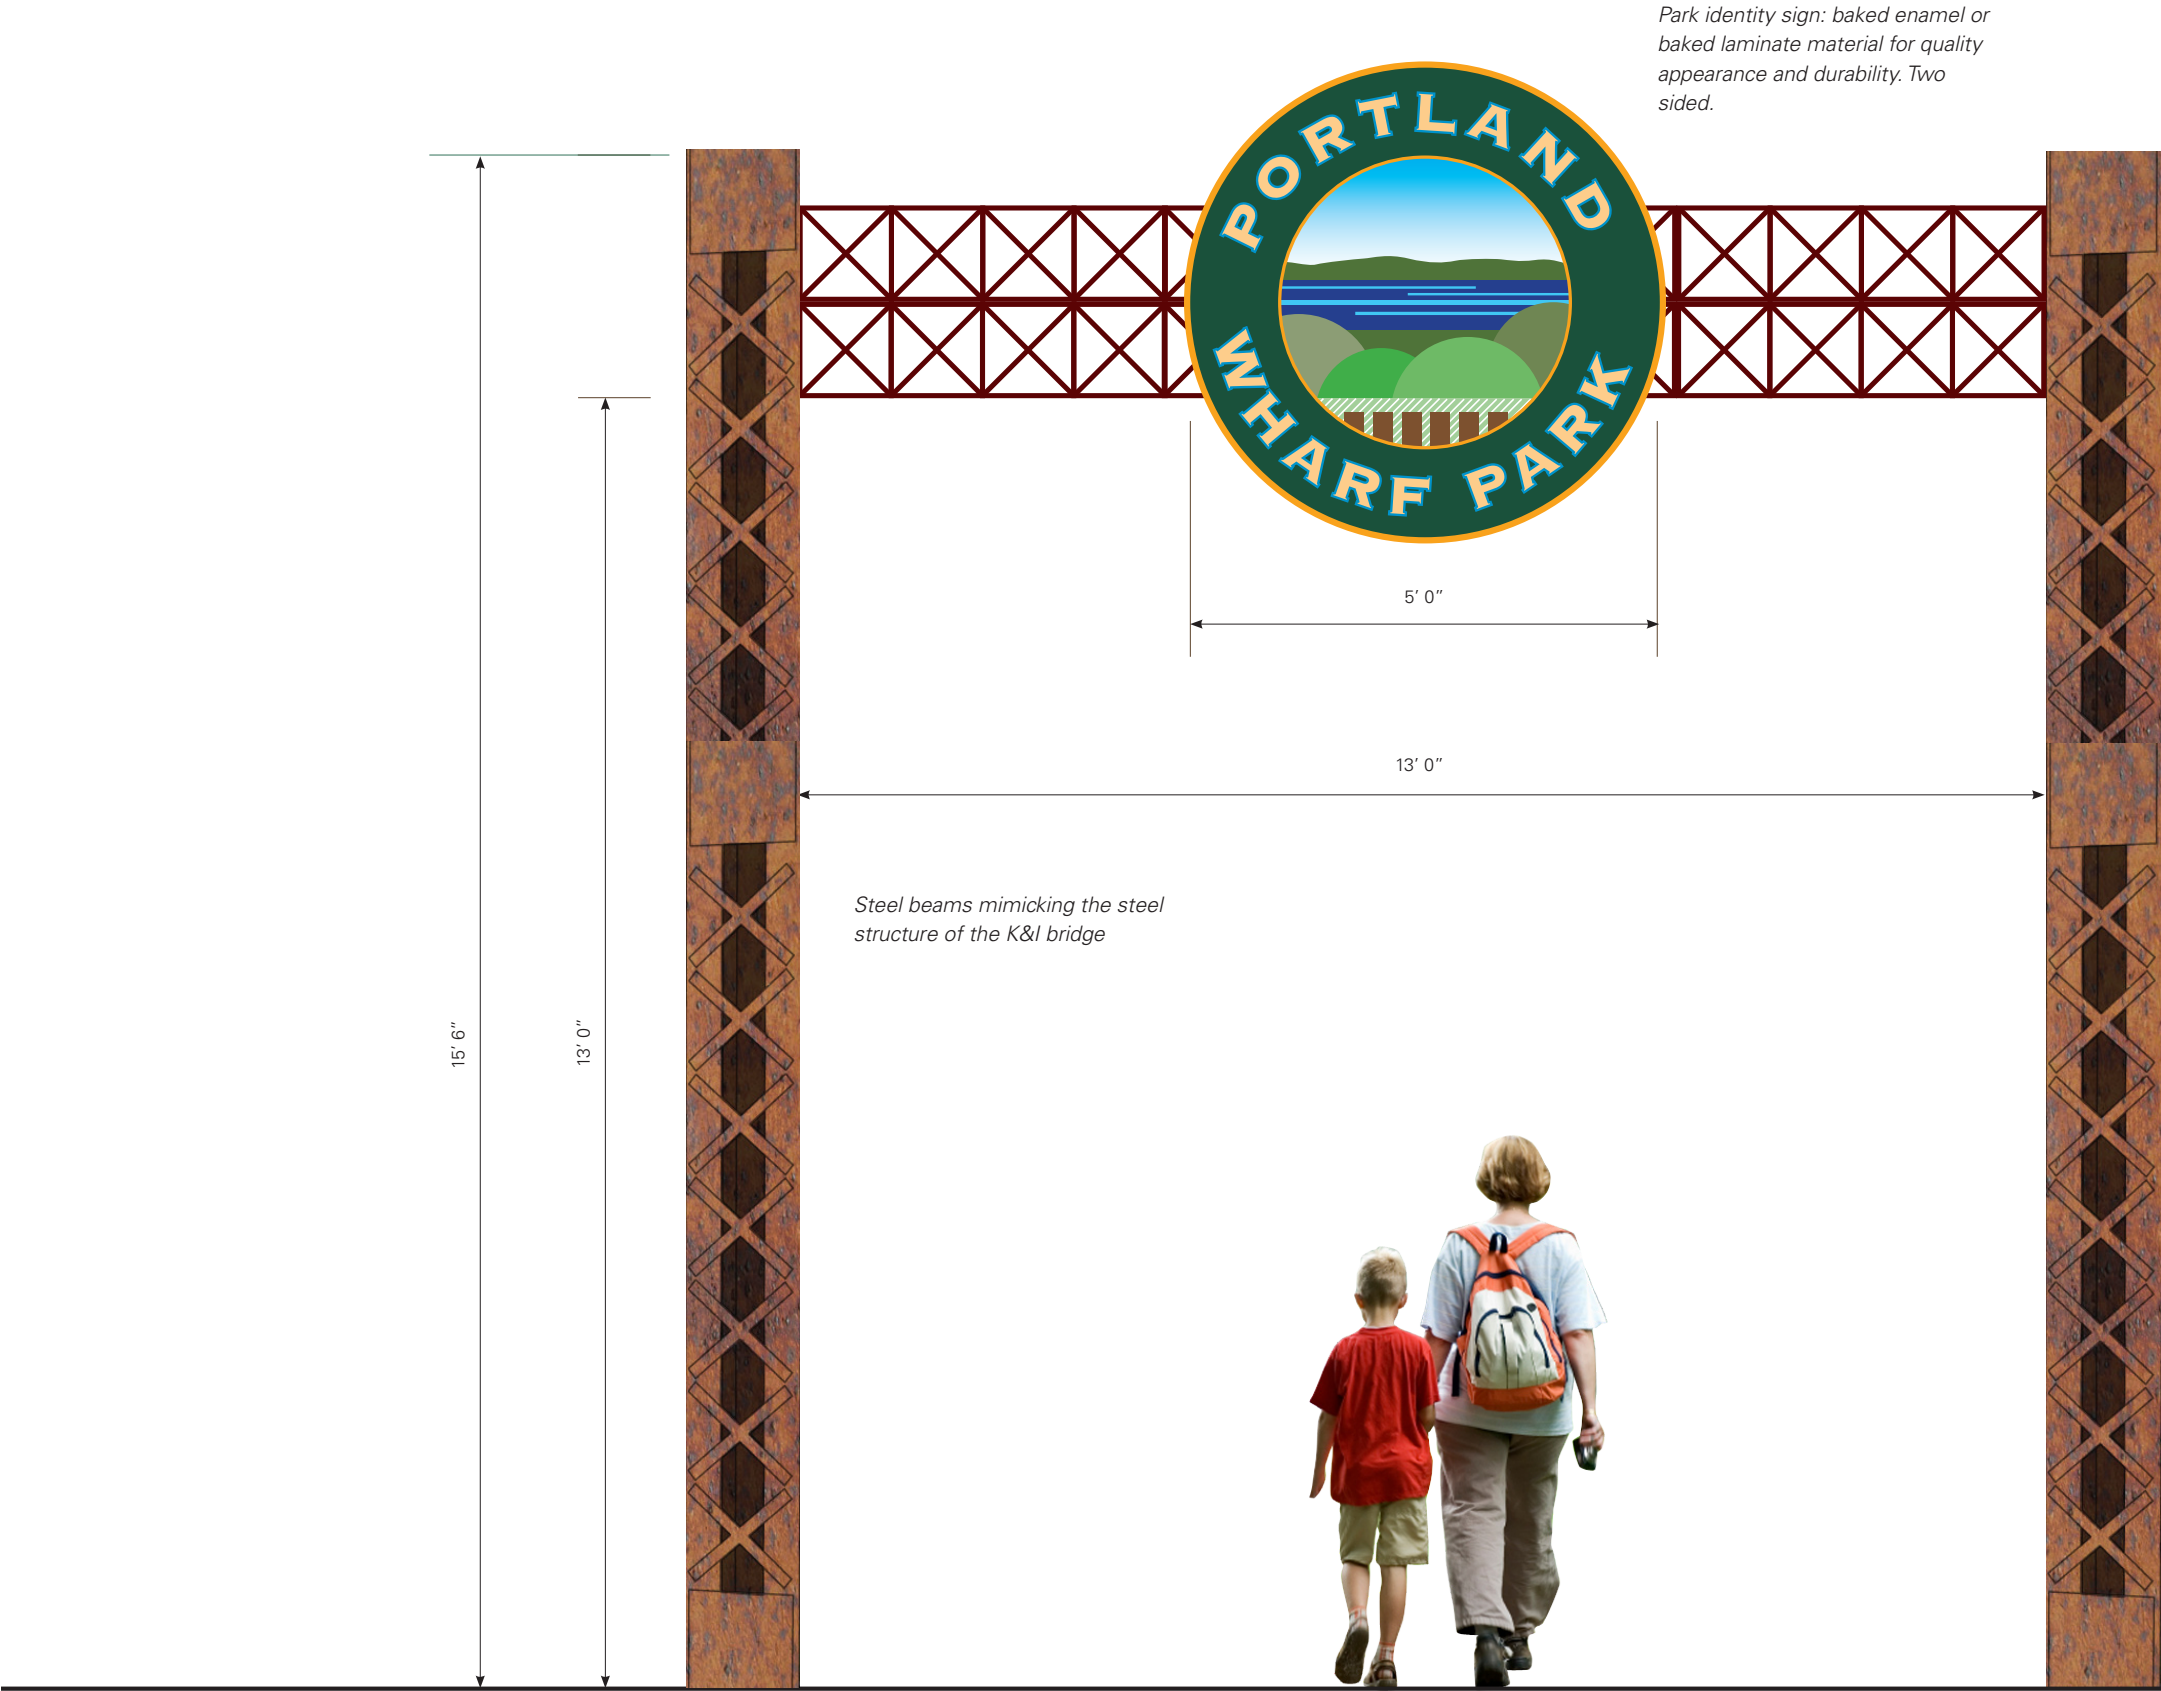 Park identity sign: baked enamel or
baked laminate material for quality
appearance and durability. Two
sided.
PORTLAND
WHARF PARK
5’ 0”
13’ 0”
Steel beams mimicking the steel
structure of the K&I bridge
15’ 6”
13’ 0”